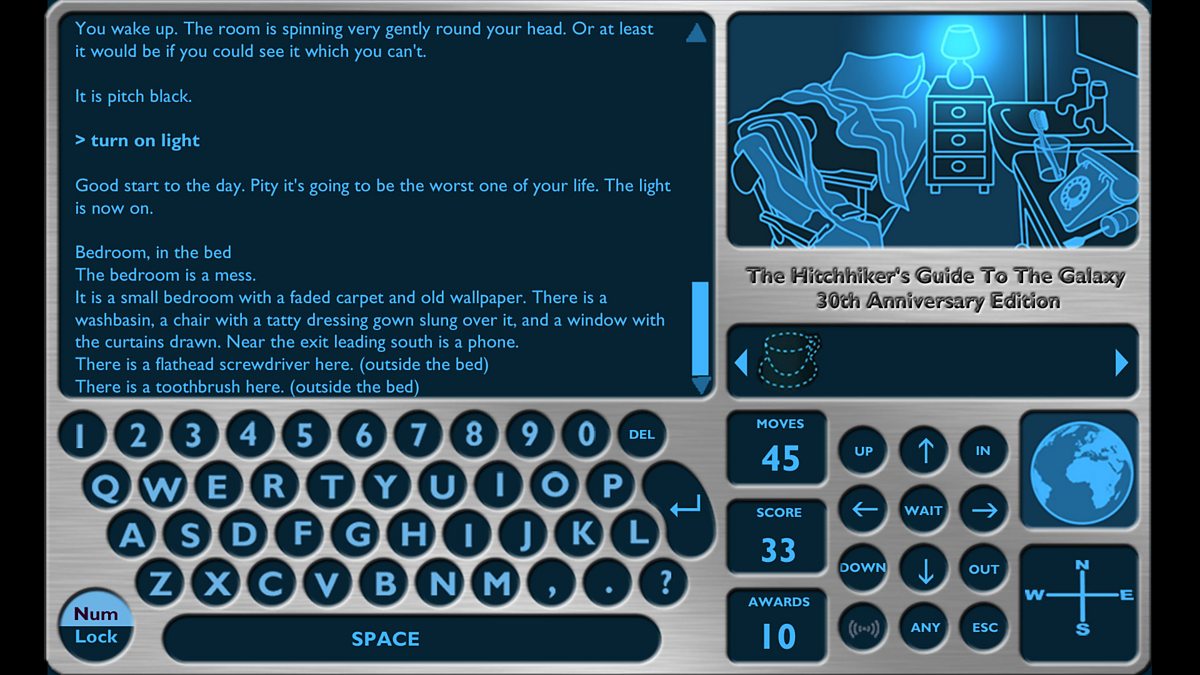 You wake up. The room is spinning very gently round your head. Or at least
it would be if you could see it which you can't.
It is pitch black.
> turn on light
Good start to the day. Pity it's going to be the worst one of your life. The light
is now on.
Bedroom, in the bed
The bedroom is a mess.
It is a small bedroom with a faded carpet and old wallpaper. There is a
washbasin, a chair with a tatty dressing gown slung over it, and a window with
the curtains drawn. Near the exit leading south is a phone.
There is a flathead screwdriver here. (outside the bed)
There is a toothbrush here. (outside the bed)
The Hitchhiker's Guide To The Galaxy
30th Anniversary Edition
1 2 3 4 5 6 7 8 9 0 DEL
Q W E R T Y U I O P
A S D F G H I J K L
Z X C V B N M , . ?
Num
Lock
SPACE
MOVES
45
SCORE
33
AWARDS
10
UP ↑ IN
← WAIT →
DOWN ↓ OUT
ANY ESC
N
W E
S